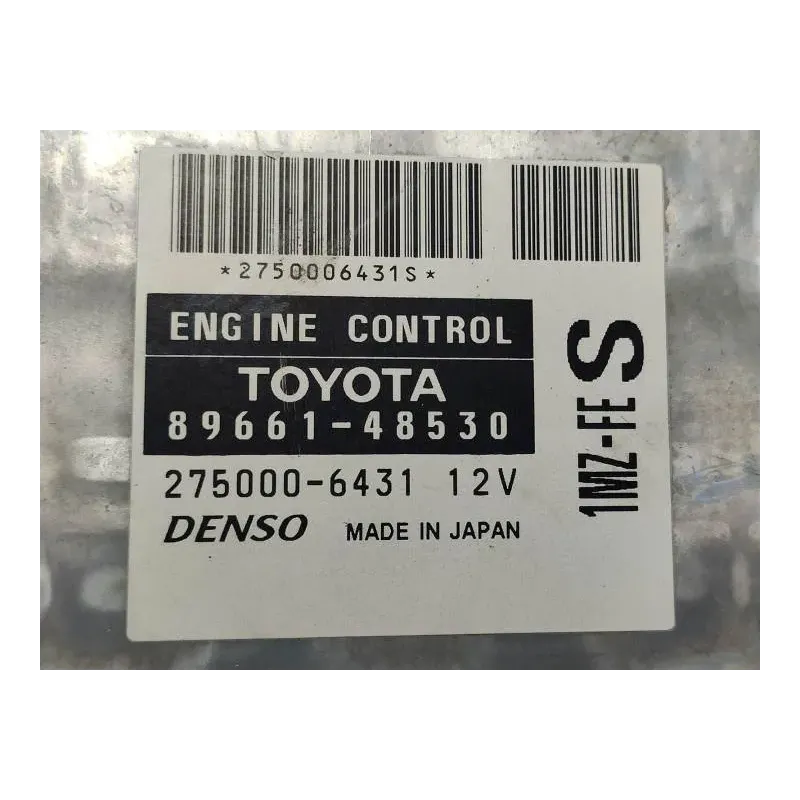 *2750006431S*
ENGINE CONTROL
TOYOTA
89661-48530
275000-6431 12V
DENSO MADE IN JAPAN
1MZ-FE S